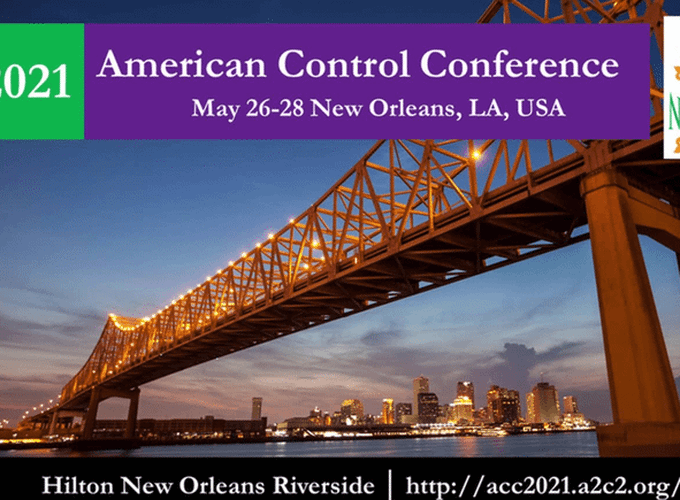 2021
American Control Conference
May 26-28 New Orleans, LA, USA
Hilton New Orleans Riverside | http://acc2021.a2c2.org/